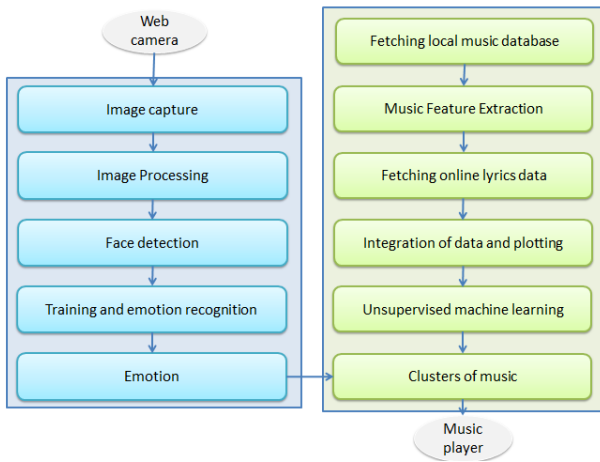 Web
camera
Image capture
Image Processing
Face detection
Training and emotion recognition
Emotion
Fetching local music database
Music Feature Extraction
Fetching online lyrics data
Integration of data and plotting
Unsupervised machine learning
Clusters of music
Music
player